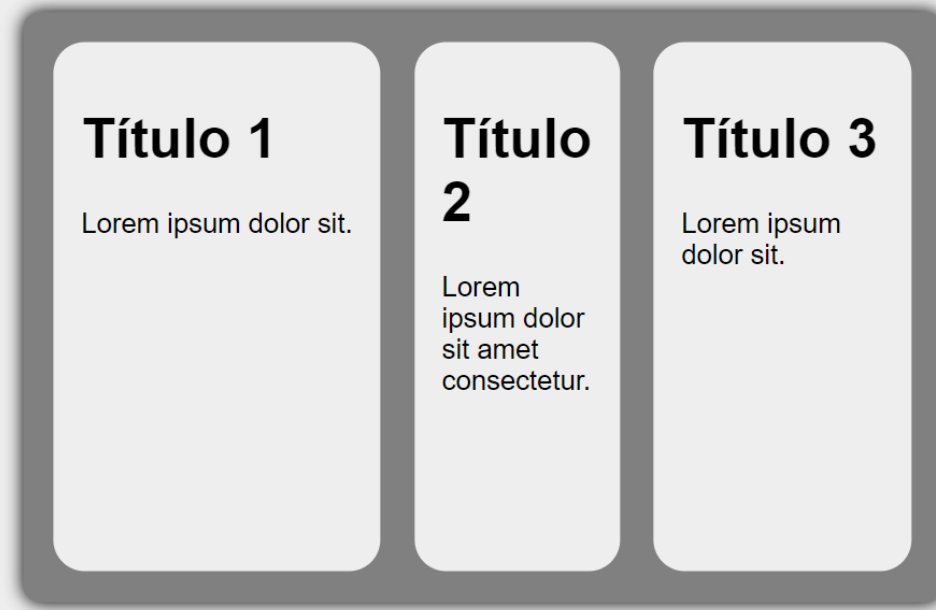 Título 1
Lorem ipsum dolor sit.
Título
2
Lorem
ipsum dolor
sit amet
consectetur.
Título 3
Lorem ipsum
dolor sit.